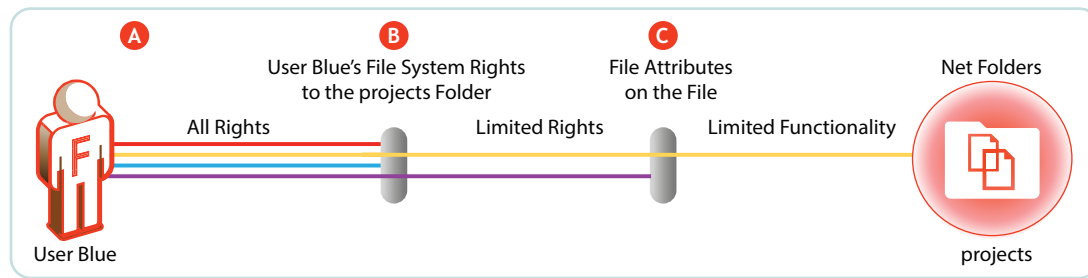 A
B
C
User Blue's File System Rights
to the projects Folder
File Attributes
on the File
Net Folders
All Rights
Limited Rights
Limited Functionality
F
User Blue
projects